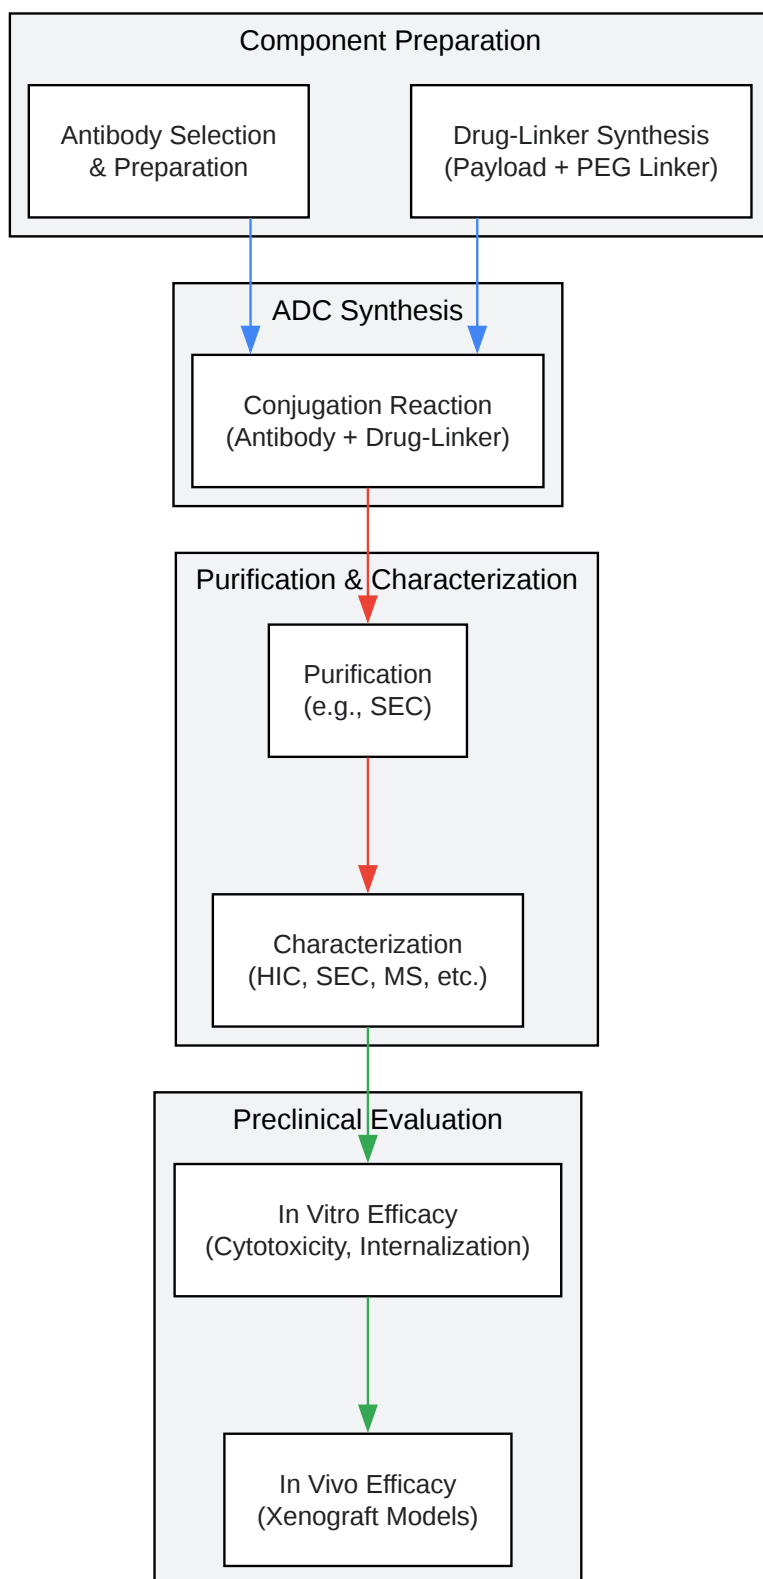 Component Preparation
Antibody Selection
& Preparation
Drug-Linker Synthesis
(Payload + PEG Linker)
ADC Synthesis
Conjugation Reaction
(Antibody + Drug-Linker)
Purification & Characterization
Purification
(e.g., SEC)
Characterization
(HIC, SEC, MS, etc.)
Preclinical Evaluation
In Vitro Efficacy
(Cytotoxicity, Internalization)
In Vivo Efficacy
(Xenograft Models)